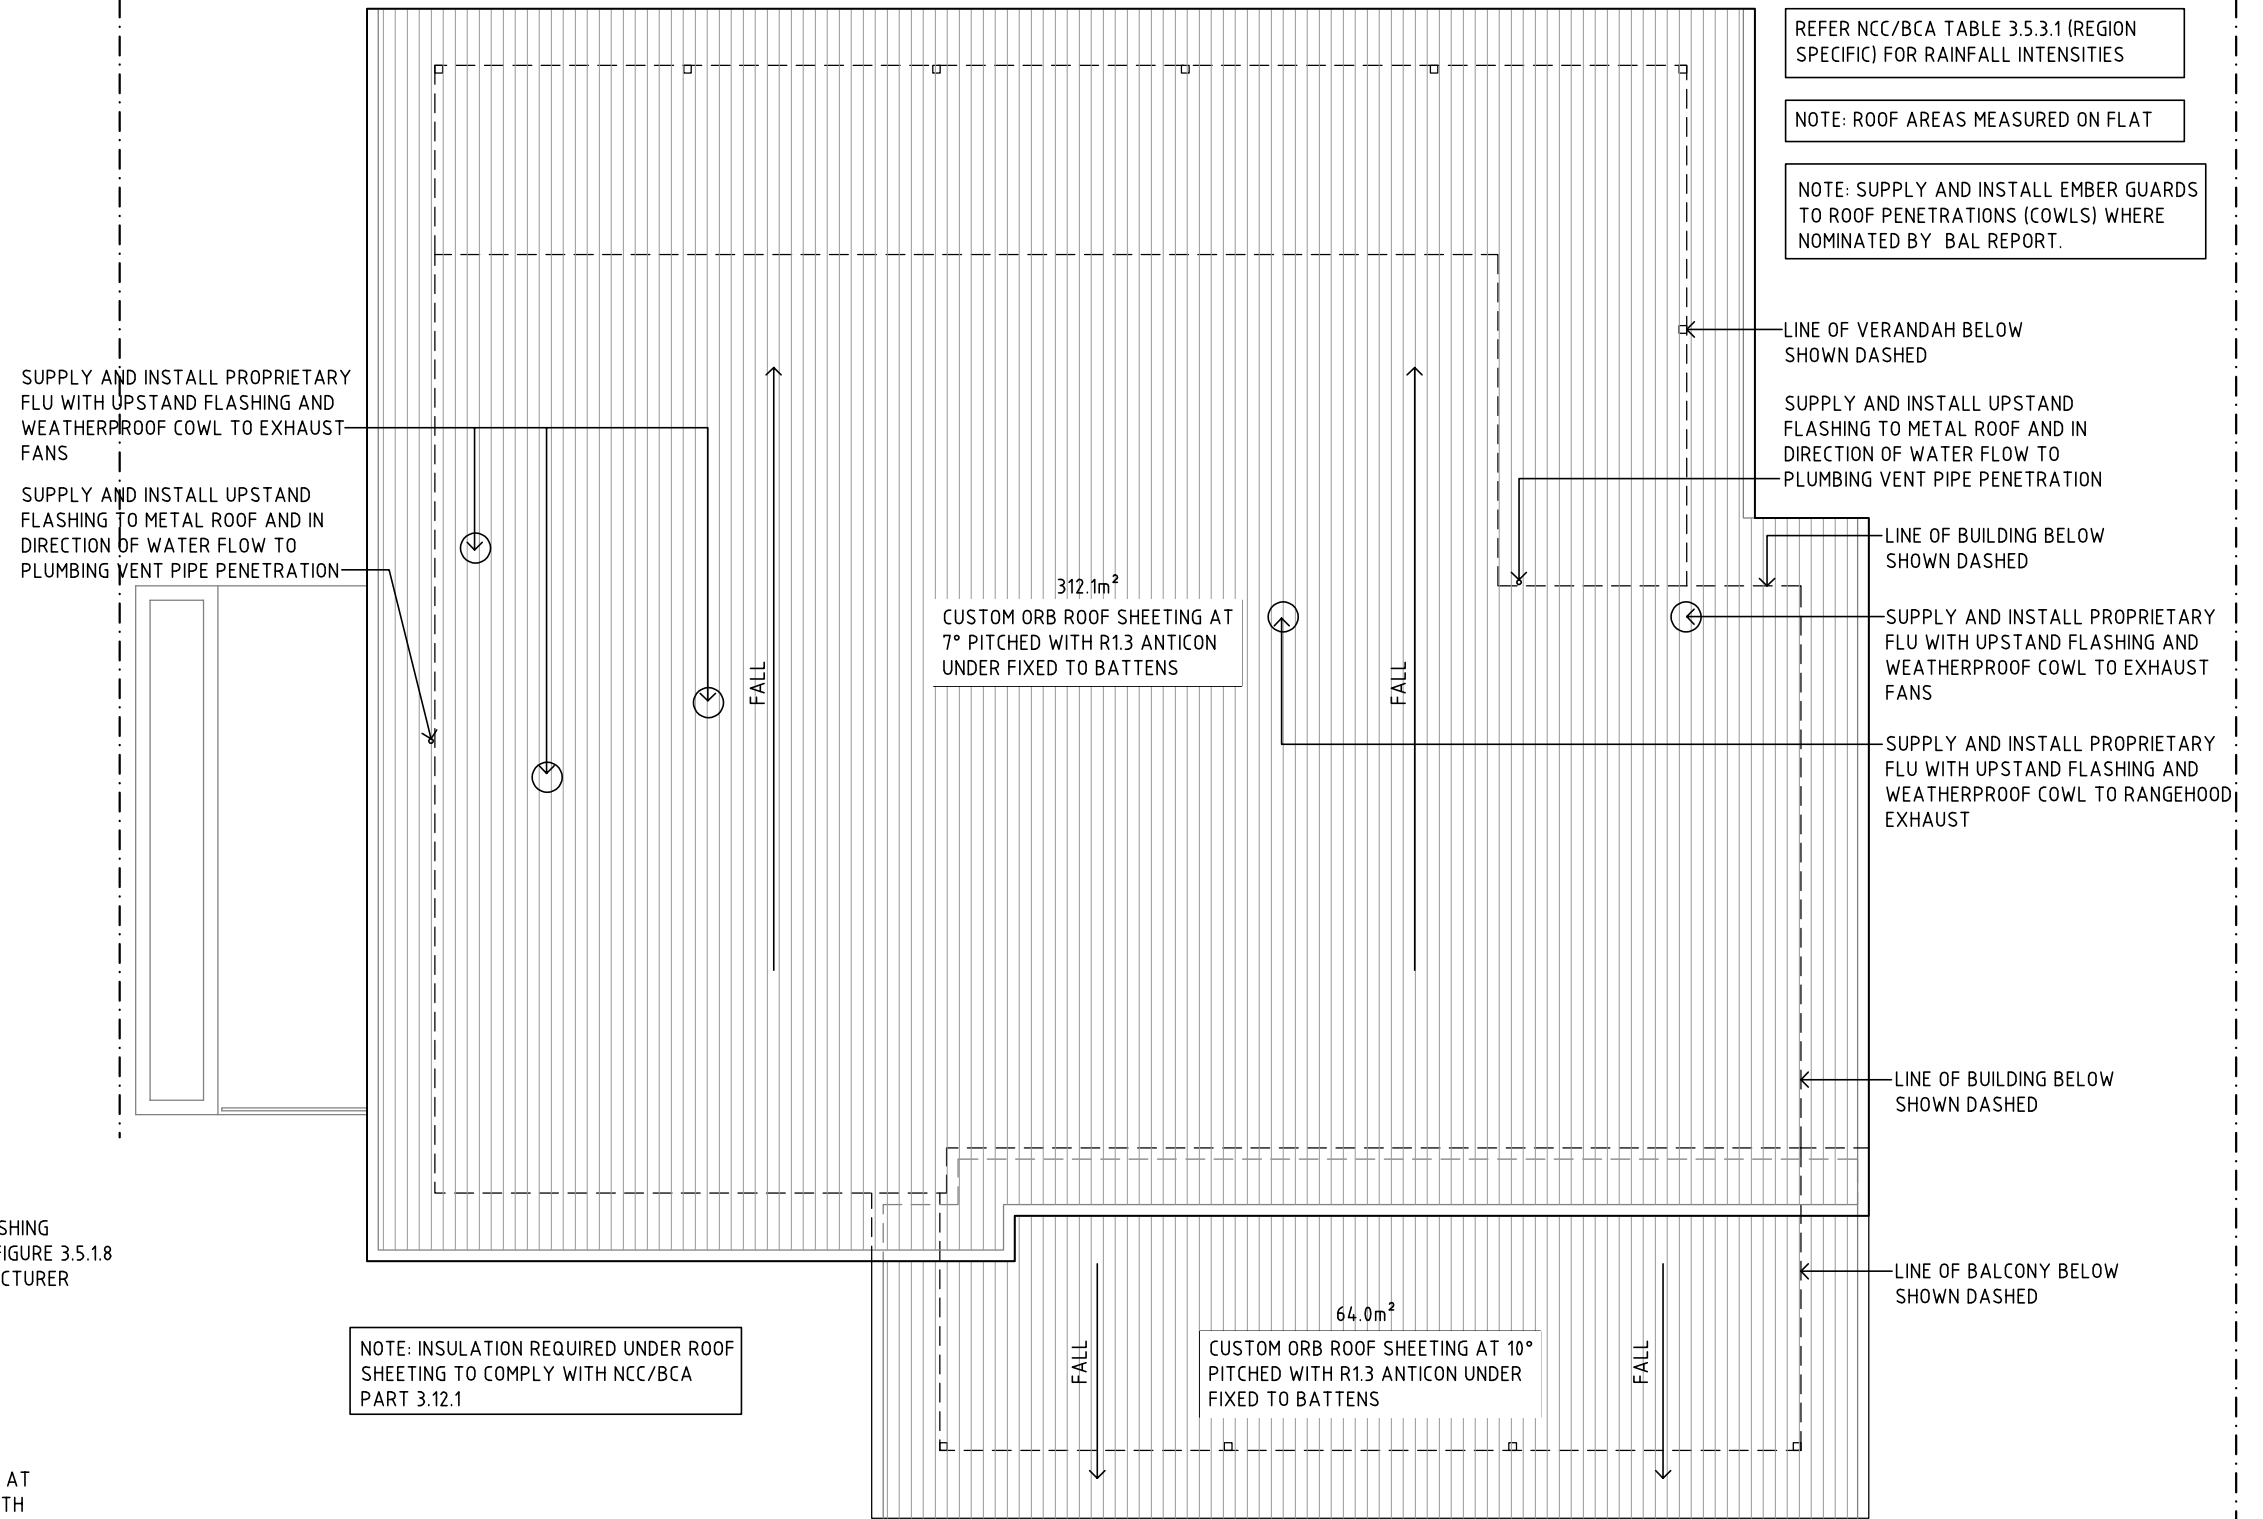 REFER NCC/BCA TABLE 3.5.3.1 (REGION
SPECIFIC) FOR RAINFALL INTENSITIES
NOTE: ROOF AREAS MEASURED ON FLAT
NOTE: SUPPLY AND INSTALL EMBER GUARDS
TO ROOF PENETRATIONS (COWLS) WHERE
NOMINATED BY BAL REPORT.
LINE OF VERANDAH BELOW
SHOWN DASHED
SUPPLY AND INSTALL PROPRIETARY
FLU WITH UPSTAND FLASHING AND
WEATHERPROOF COWL TO EXHAUST
FANS
SUPPLY AND INSTALL UPSTAND
FLASHING TO METAL ROOF AND IN
DIRECTION OF WATER FLOW TO
PLUMBING VENT PIPE PENETRATION
SUPPLY AND INSTALL UPSTAND
FLASHING TO METAL ROOF AND IN
DIRECTION OF WATER FLOW TO
PLUMBING VENT PIPE PENETRATION
LINE OF BUILDING BELOW
SHOWN DASHED
312.1m²
CUSTOM ORB ROOF SHEETING AT
7° PITCHED WITH R1.3 ANTICON
UNDER FIXED TO BATTENS
FALL
FALL
SUPPLY AND INSTALL PROPRIETARY
FLU WITH UPSTAND FLASHING AND
WEATHERPROOF COWL TO EXHAUST
FANS
SUPPLY AND INSTALL PROPRIETARY
FLU WITH UPSTAND FLASHING AND
WEATHERPROOF COWL TO RANGEHOOD
EXHAUST
LINE OF BUILDING BELOW
SHOWN DASHED
SHING
FIGURE 3.5.1.8
CTURER
LINE OF BALCONY BELOW
SHOWN DASHED
NOTE: INSULATION REQUIRED UNDER ROOF
SHEETING TO COMPLY WITH NCC/BCA
PART 3.12.1
64.0m²
CUSTOM ORB ROOF SHEETING AT 10°
PITCHED WITH R1.3 ANTICON UNDER
FIXED TO BATTENS
FALL
FALL
AT
TH